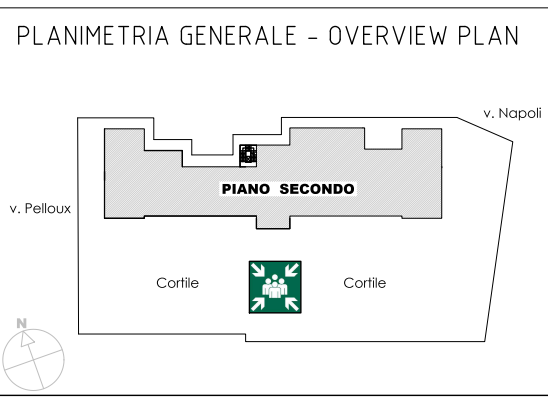 PLANIMETRIA GENERALE - OVERVIEW PLAN
v. Napoli
PIANO SECONDO
v. Pelloux
Cortile
Cortile
N